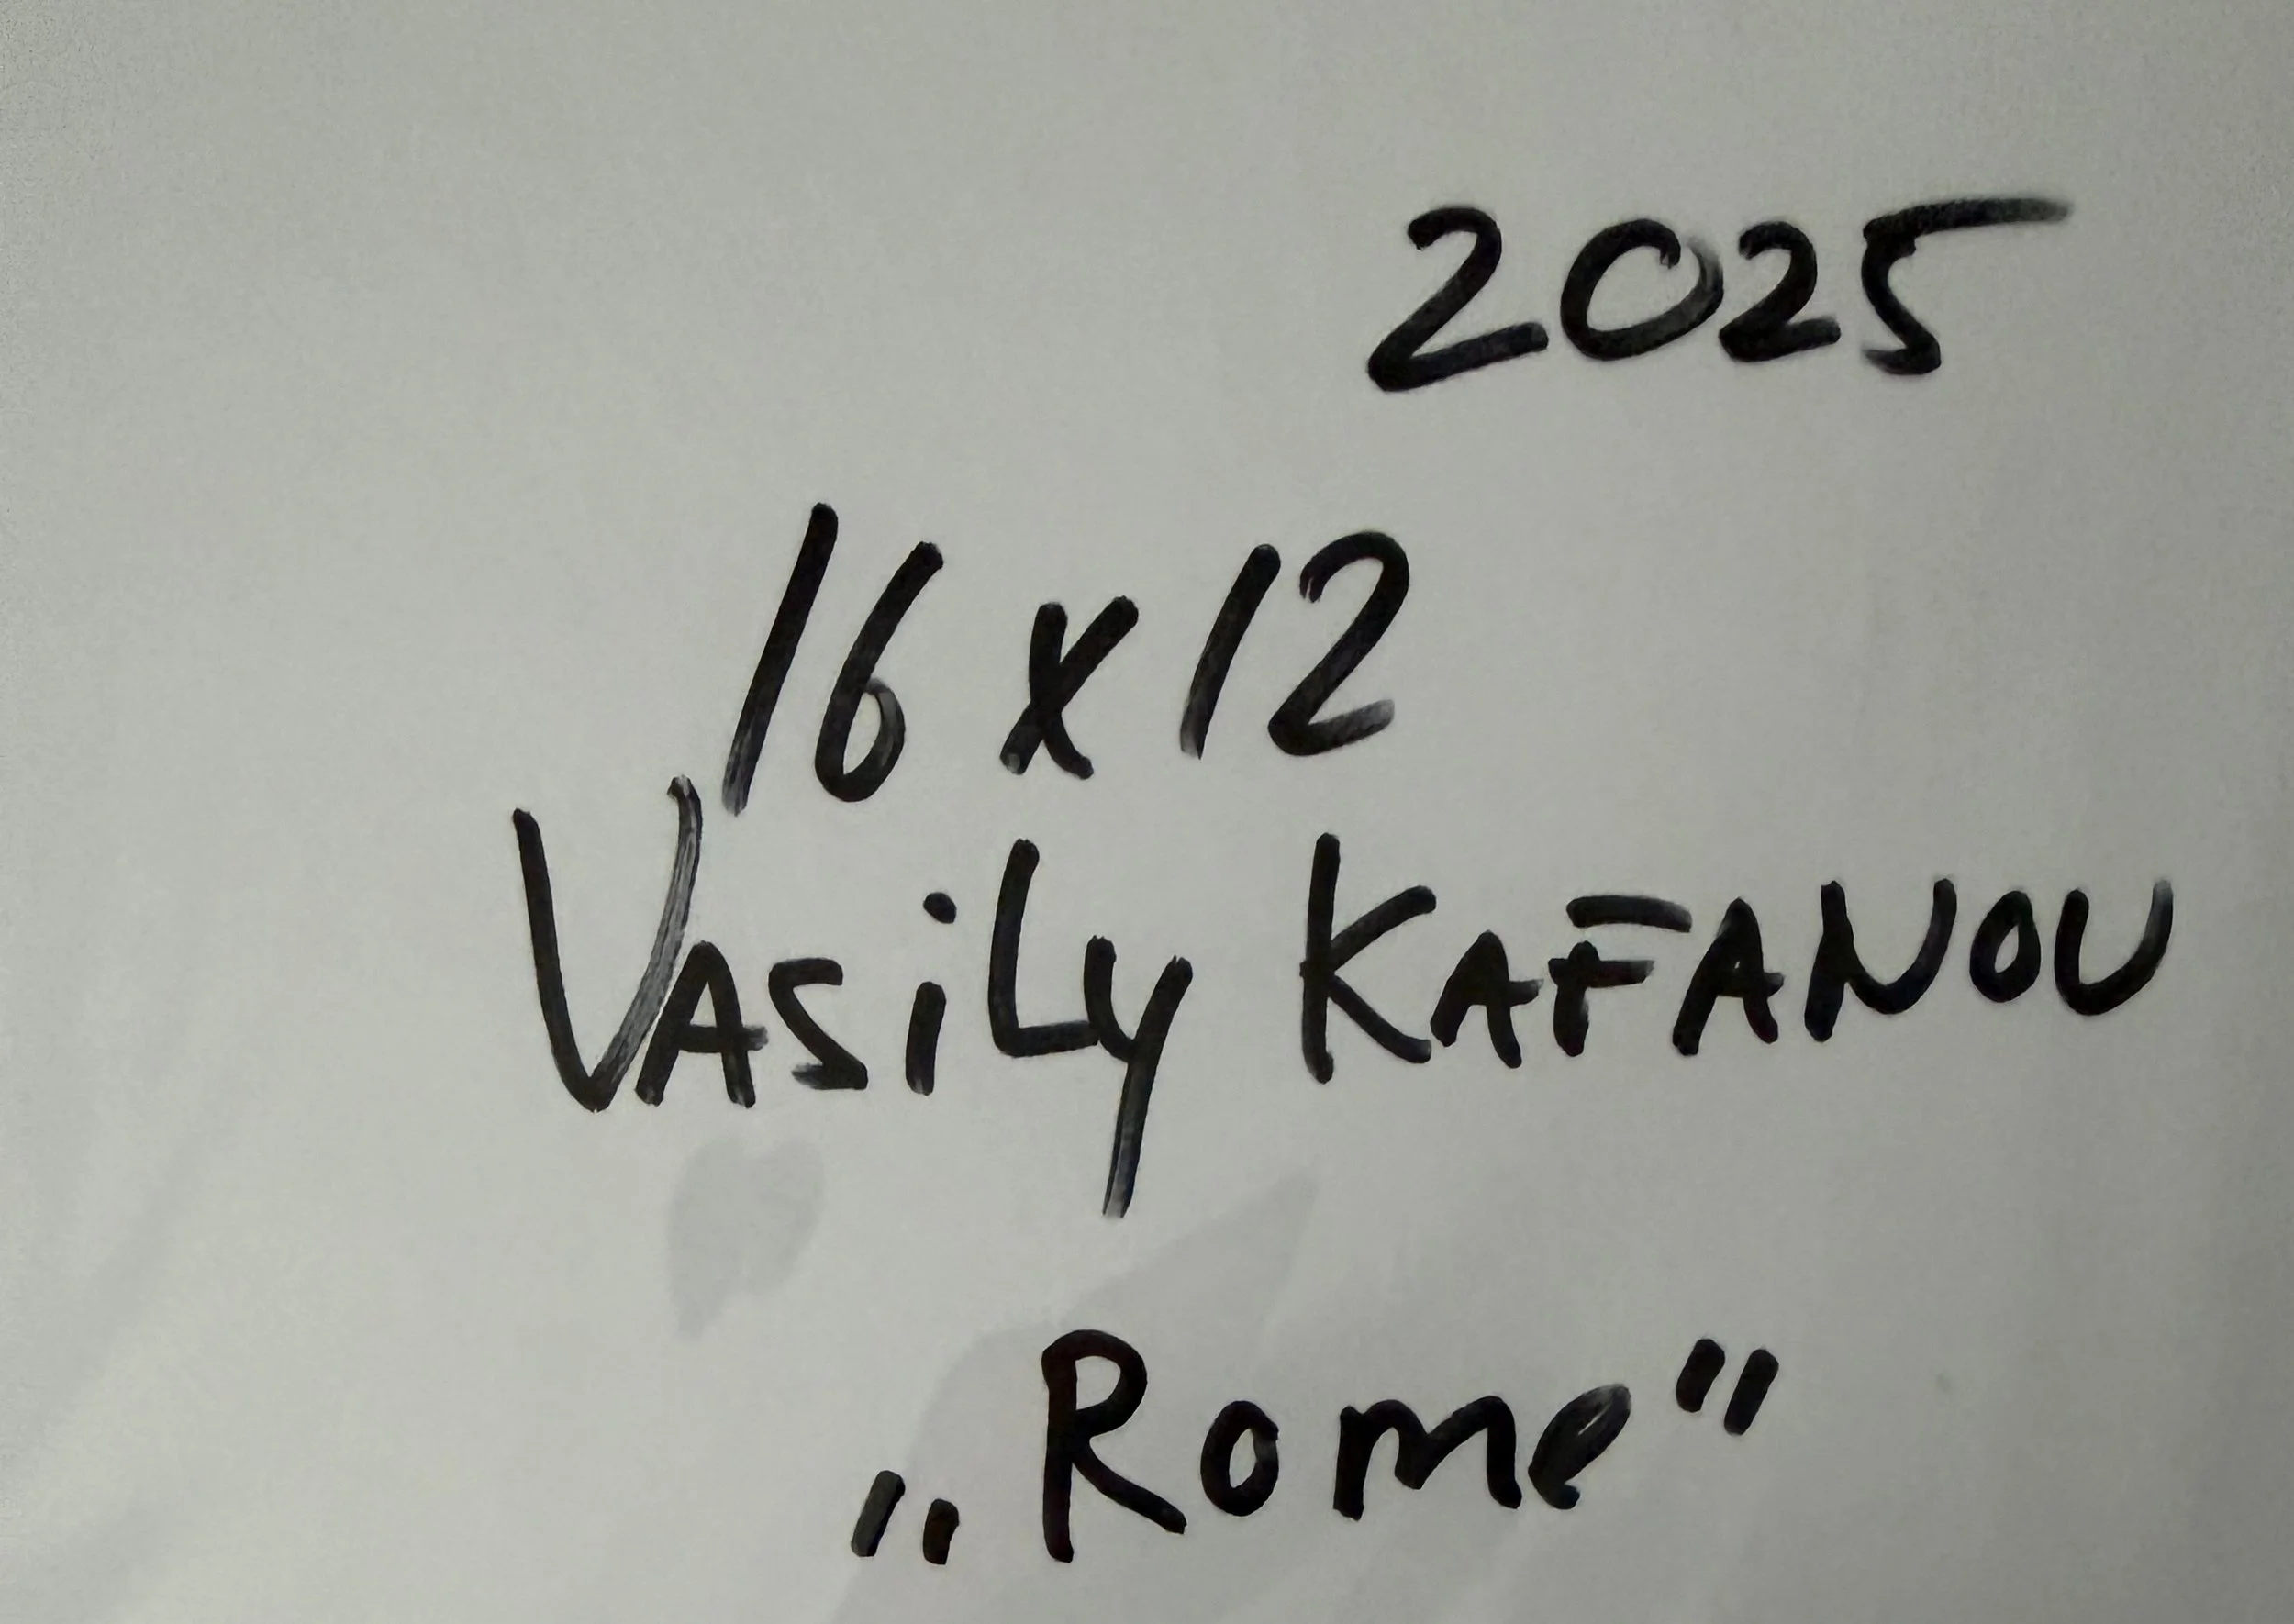 2025
16 x 12
VASiLy KAFANOV
„Rome"